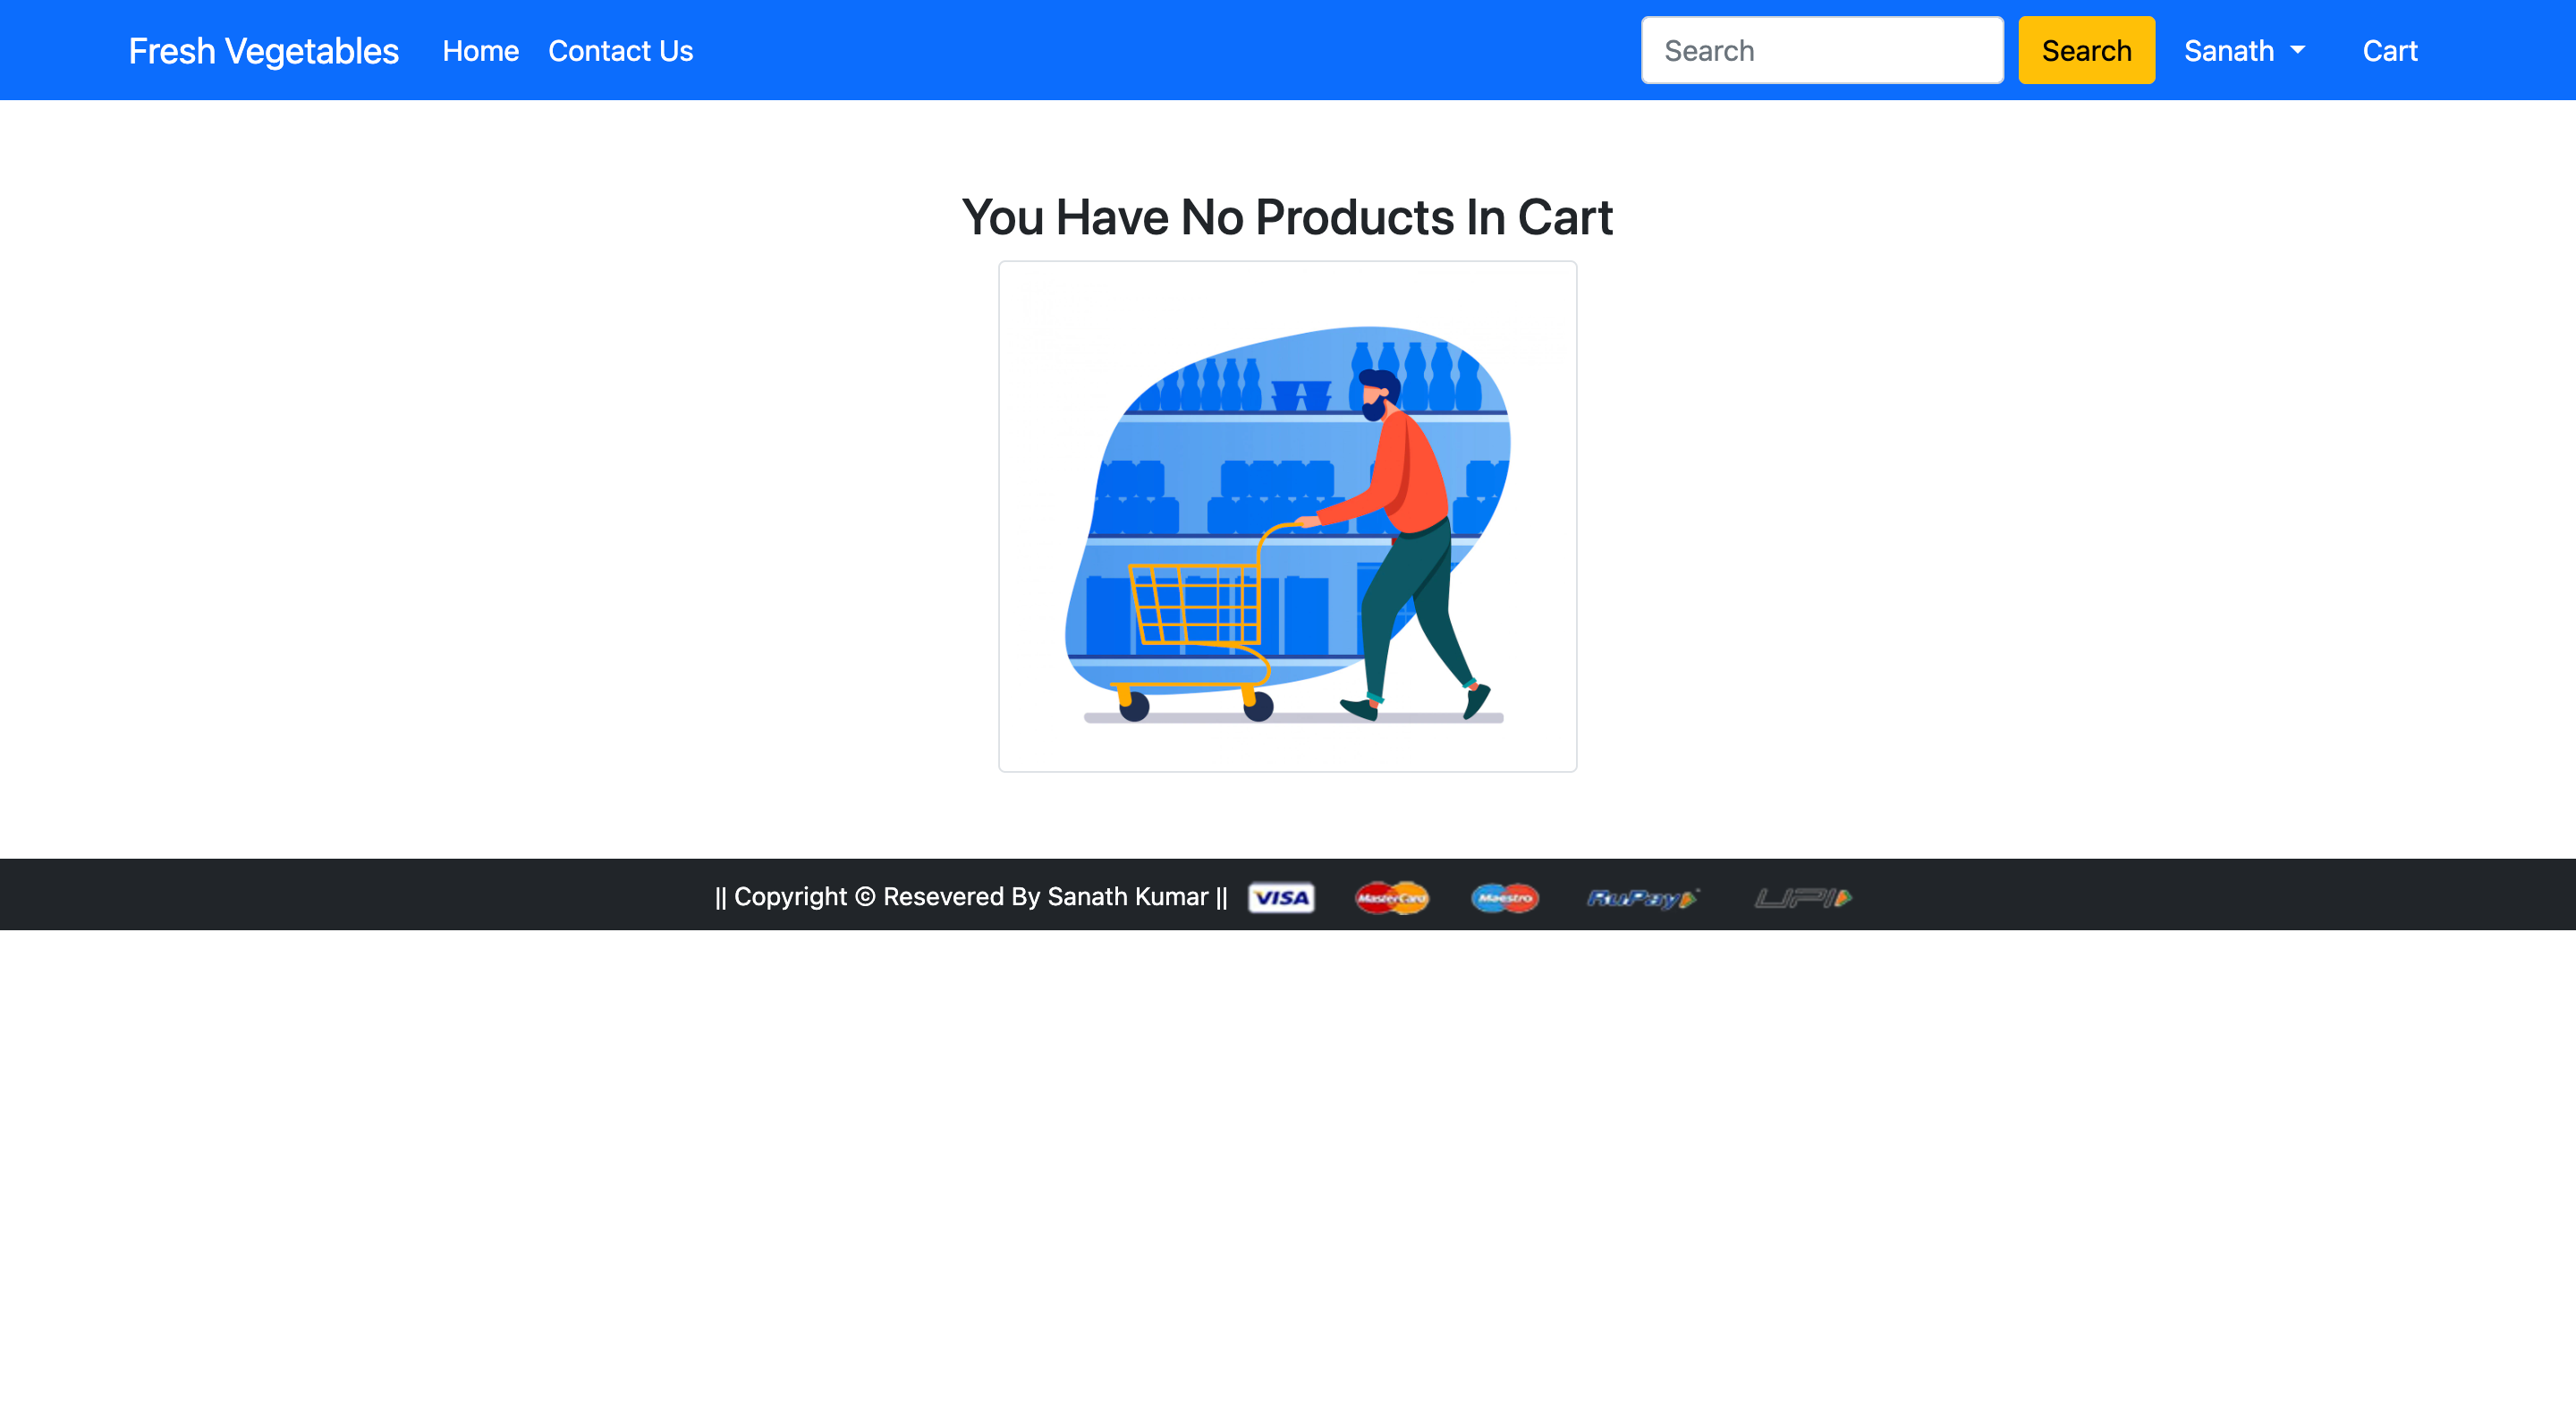 Fresh Vegetables Home Contact Us Search Search Sanath Cart
You Have No Products In Cart
|| Copyright © Resevered By Sanath Kumar || VISA MasterCard Maestro RuPay UPI